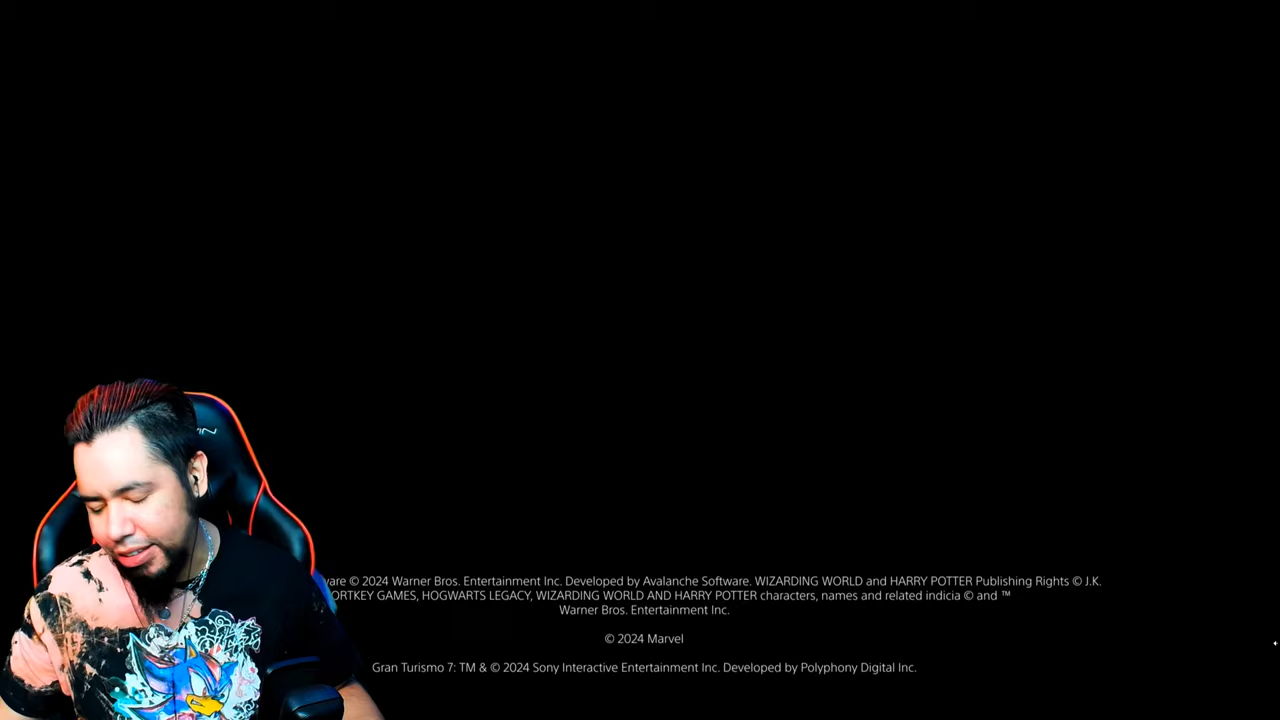 © 2024 Warner Bros. Entertainment Inc. Developed by Avalanche Software. WIZARDING WORLD and HARRY POTTER Publishing Rights © J.K.
GAMES, HOGWARTS LEGACY, WIZARDING WORLD AND HARRY POTTER characters, names and related indicia © and ™
Warner Bros. Entertainment Inc.
© 2024 Marvel
Gran Turismo 7: TM & © 2024 Sony Interactive Entertainment Inc. Developed by Polyphony Digital Inc.